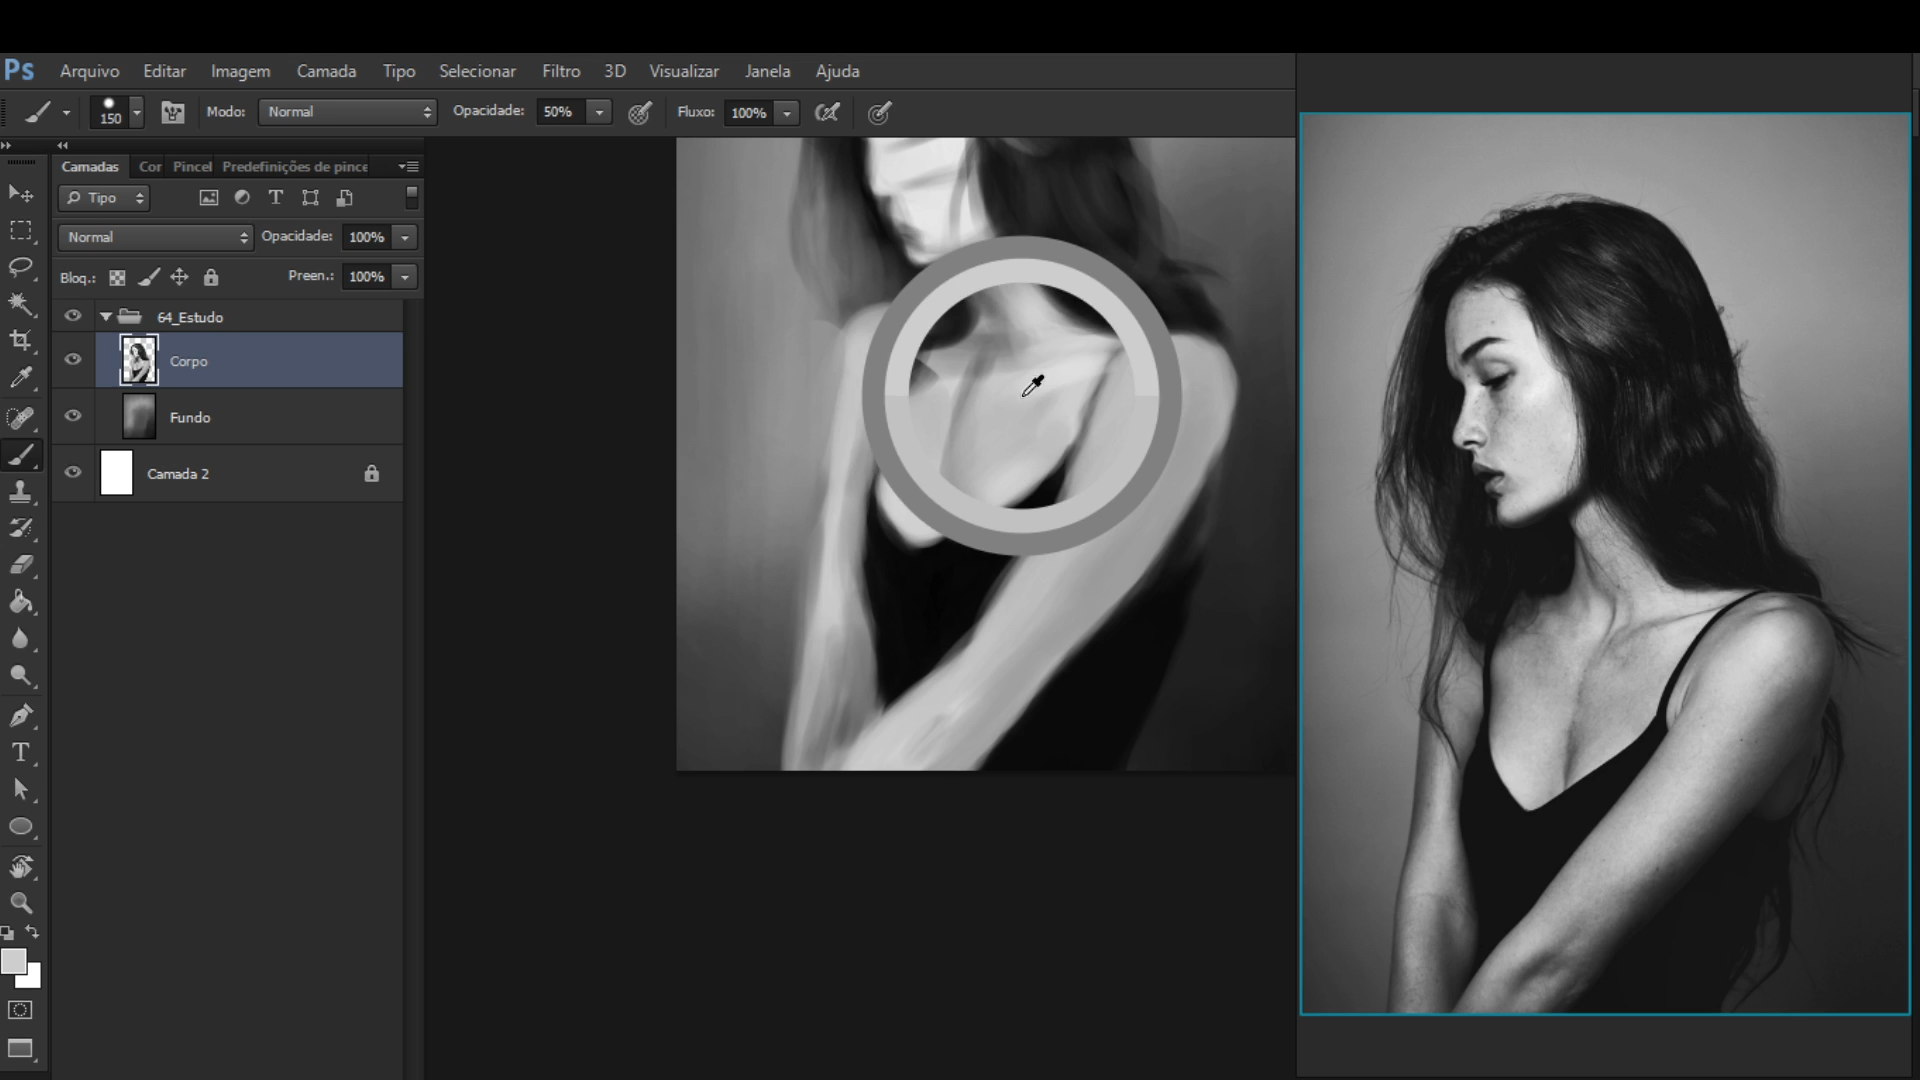 Ps Arquivo Editar Imagem Camada Tipo Selecionar Filtro 3D Visualizar Janela Ajuda
150 Modo: Normal Opacidade: 50% Fluxo: 100%
Camadas Cor Pincel Predefinições de pince
Tipo
Normal Opacidade: 100%
Bloq.: Preen.: 100%
64_Estudo
Corpo
Fundo
Camada 2